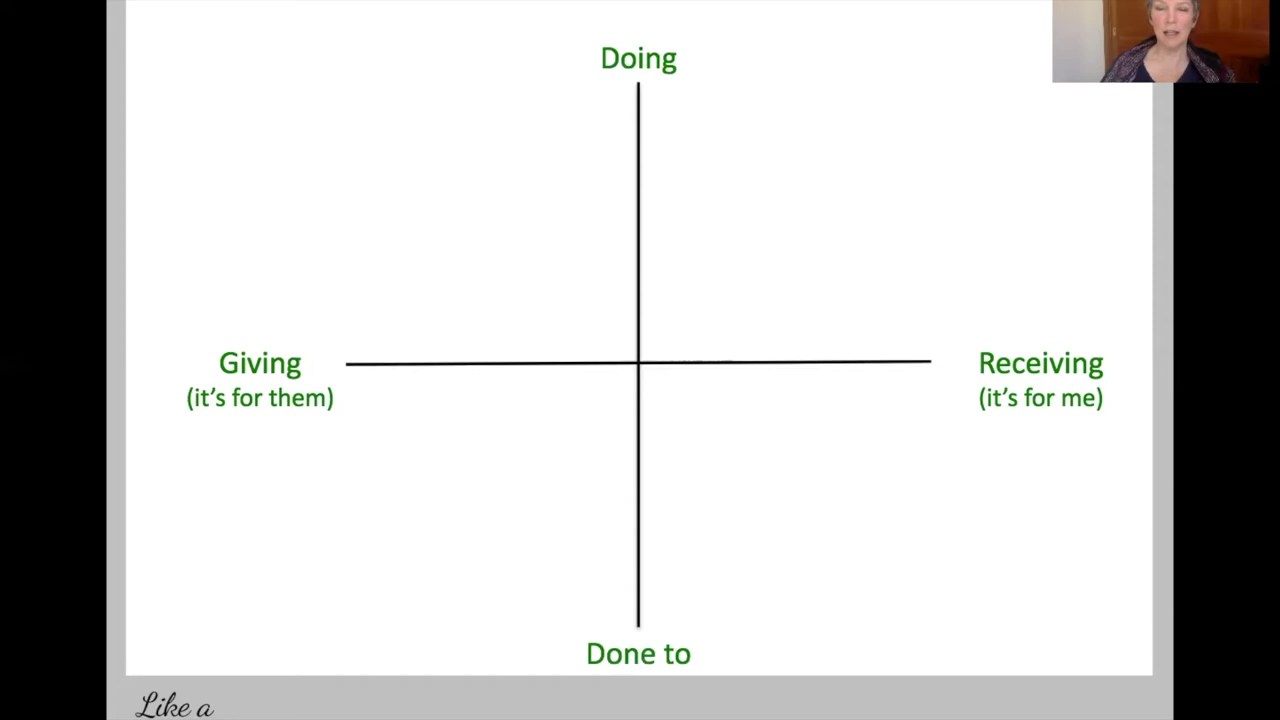 Doing
Giving
(it's for them)
Receiving
(it's for me)
Done to
Like a